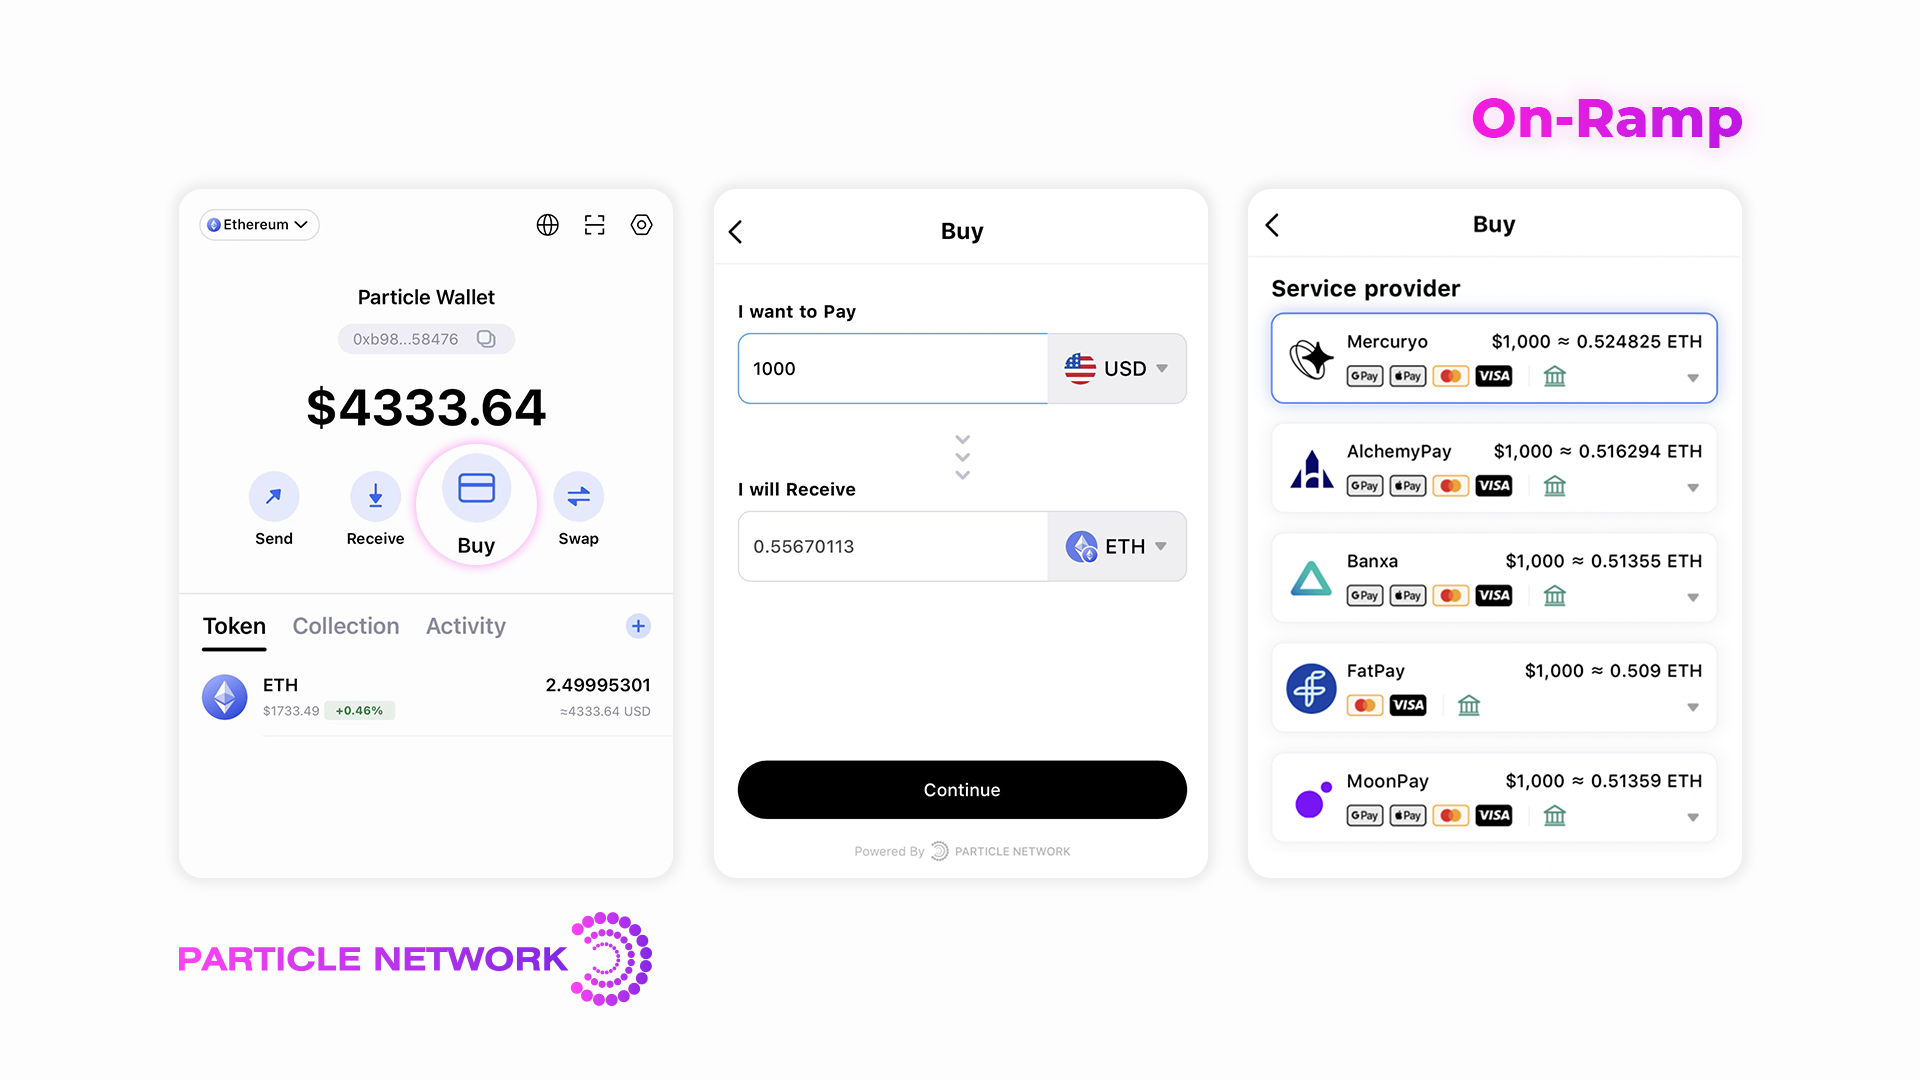 On-Ramp
Ethereum
Particle Wallet
0xb98...58476
$4333.64
Send
Receive
Buy
Swap
Token
Collection
Activity
ETH
2.49995301
$1733.49
+0.46%
≈4333.64 USD
Buy
I want to Pay
1000
USD
I will Receive
0.55670113
ETH
Continue
Powered By PARTICLE NETWORK
Buy
Service provider
Mercuryo
$1,000 ≈ 0.524825 ETH
G Pay
Pay
VISA
AlchemyPay
$1,000 ≈ 0.516294 ETH
G Pay
Pay
VISA
Banxa
$1,000 ≈ 0.51355 ETH
G Pay
Pay
VISA
FatPay
$1,000 ≈ 0.509 ETH
VISA
MoonPay
$1,000 ≈ 0.51359 ETH
G Pay
Pay
VISA
PARTICLE NETWORK